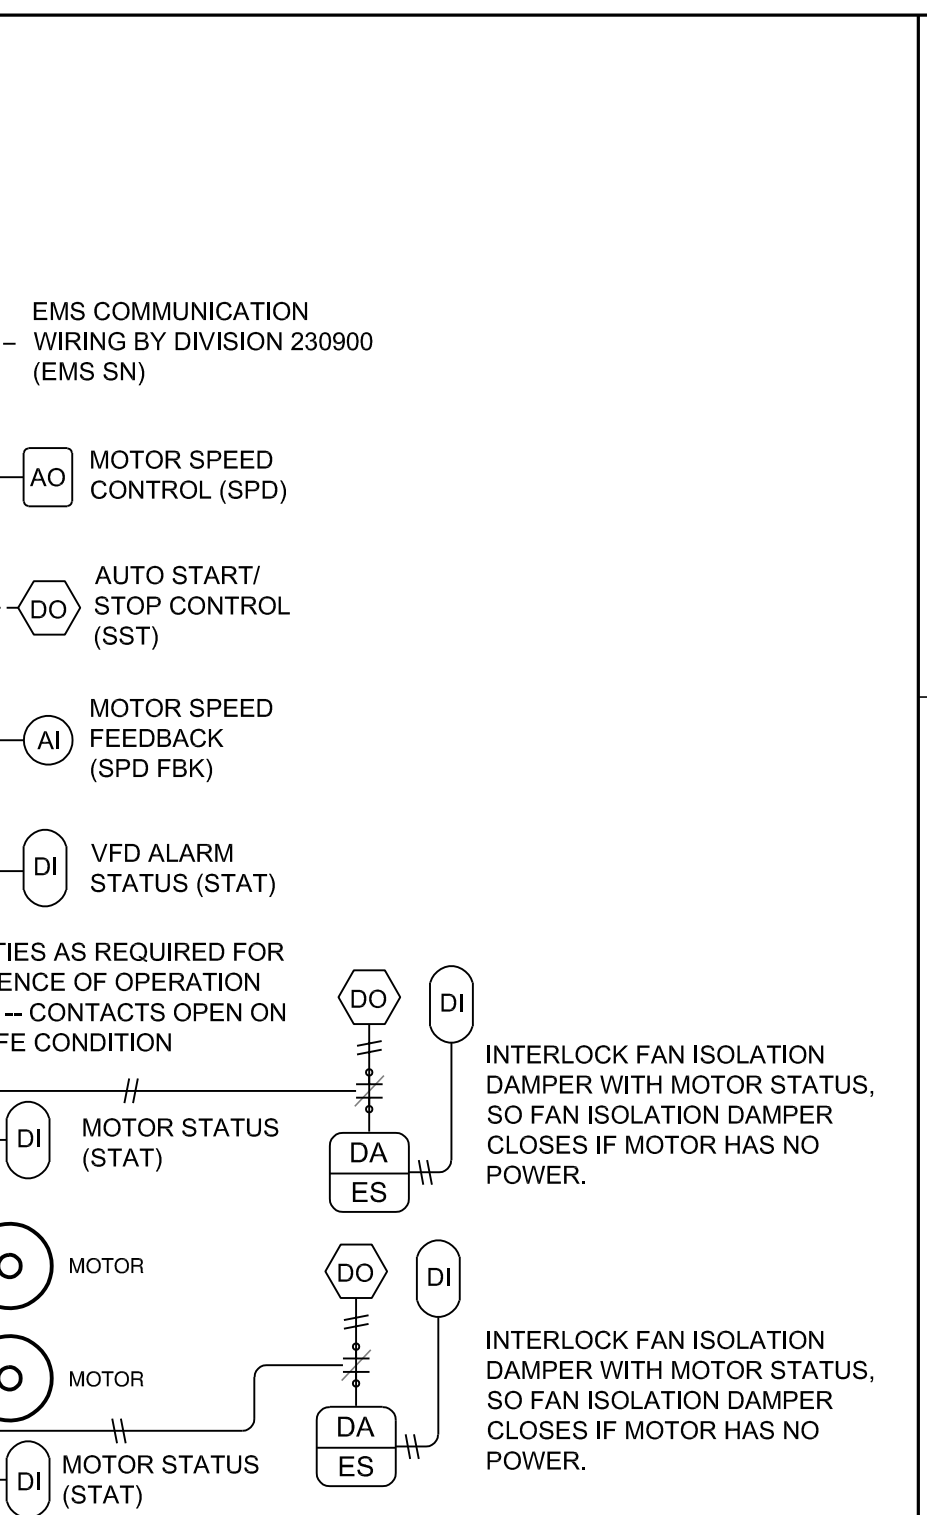 EMS COMMUNICATION
WIRING BY DIVISION 230900
(EMS SN)
AO
MOTOR SPEED
CONTROL (SPD)
DO
AUTO START/
STOP CONTROL
(SST)
AI
MOTOR SPEED
FEEDBACK
(SPD FBK)
DI
VFD ALARM
STATUS (STAT)
TIES AS REQUIRED FOR
ENCE OF OPERATION
-- CONTACTS OPEN ON
FE CONDITION
DO
DI
INTERLOCK FAN ISOLATION
DAMPER WITH MOTOR STATUS,
SO FAN ISOLATION DAMPER
CLOSES IF MOTOR HAS NO
POWER.
DI
MOTOR STATUS
(STAT)
DA
ES
MOTOR
DO
DI
MOTOR
INTERLOCK FAN ISOLATION
DAMPER WITH MOTOR STATUS,
SO FAN ISOLATION DAMPER
CLOSES IF MOTOR HAS NO
POWER.
DA
ES
DI
MOTOR STATUS
(STAT)